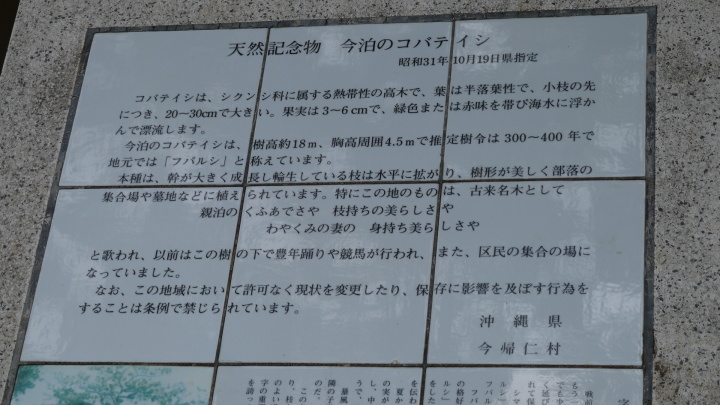 天然記念物　今泊のコバテイシ
昭和31年10月19日県指定
コバテイシは、シクンシ科に属する熱帯性の高木で、葉は半落葉性で、小枝の先
につき、20〜30cmで大きい。果実は3〜6cmで、緑色または赤味を帯び海水に浮か
んで漂流します。
今泊のコバテイシは、樹高約18m、胸高周囲4.5mで推定樹令は300〜400年で
地元では「フパルシ」と称えています。
本種は、幹が大きく成長し輪生している枝は水平に拡がり、樹形が美しく部落の
集合場や墓地などに植えられています。特にこの地のものは、古来名木として
親泊のくふあでさや　枝持ちの美らしさや
わやくみの妻の　身持ち美らしさや
と歌われ、以前はこの樹の下で豊年踊りや競馬が行われ、また、区民の集合の場に
なっていました。
なお、この地域において許可なく現状を変更したり、保存に影響を及ぼす行為を
することは条例で禁じられています。
沖縄県
今帰仁村